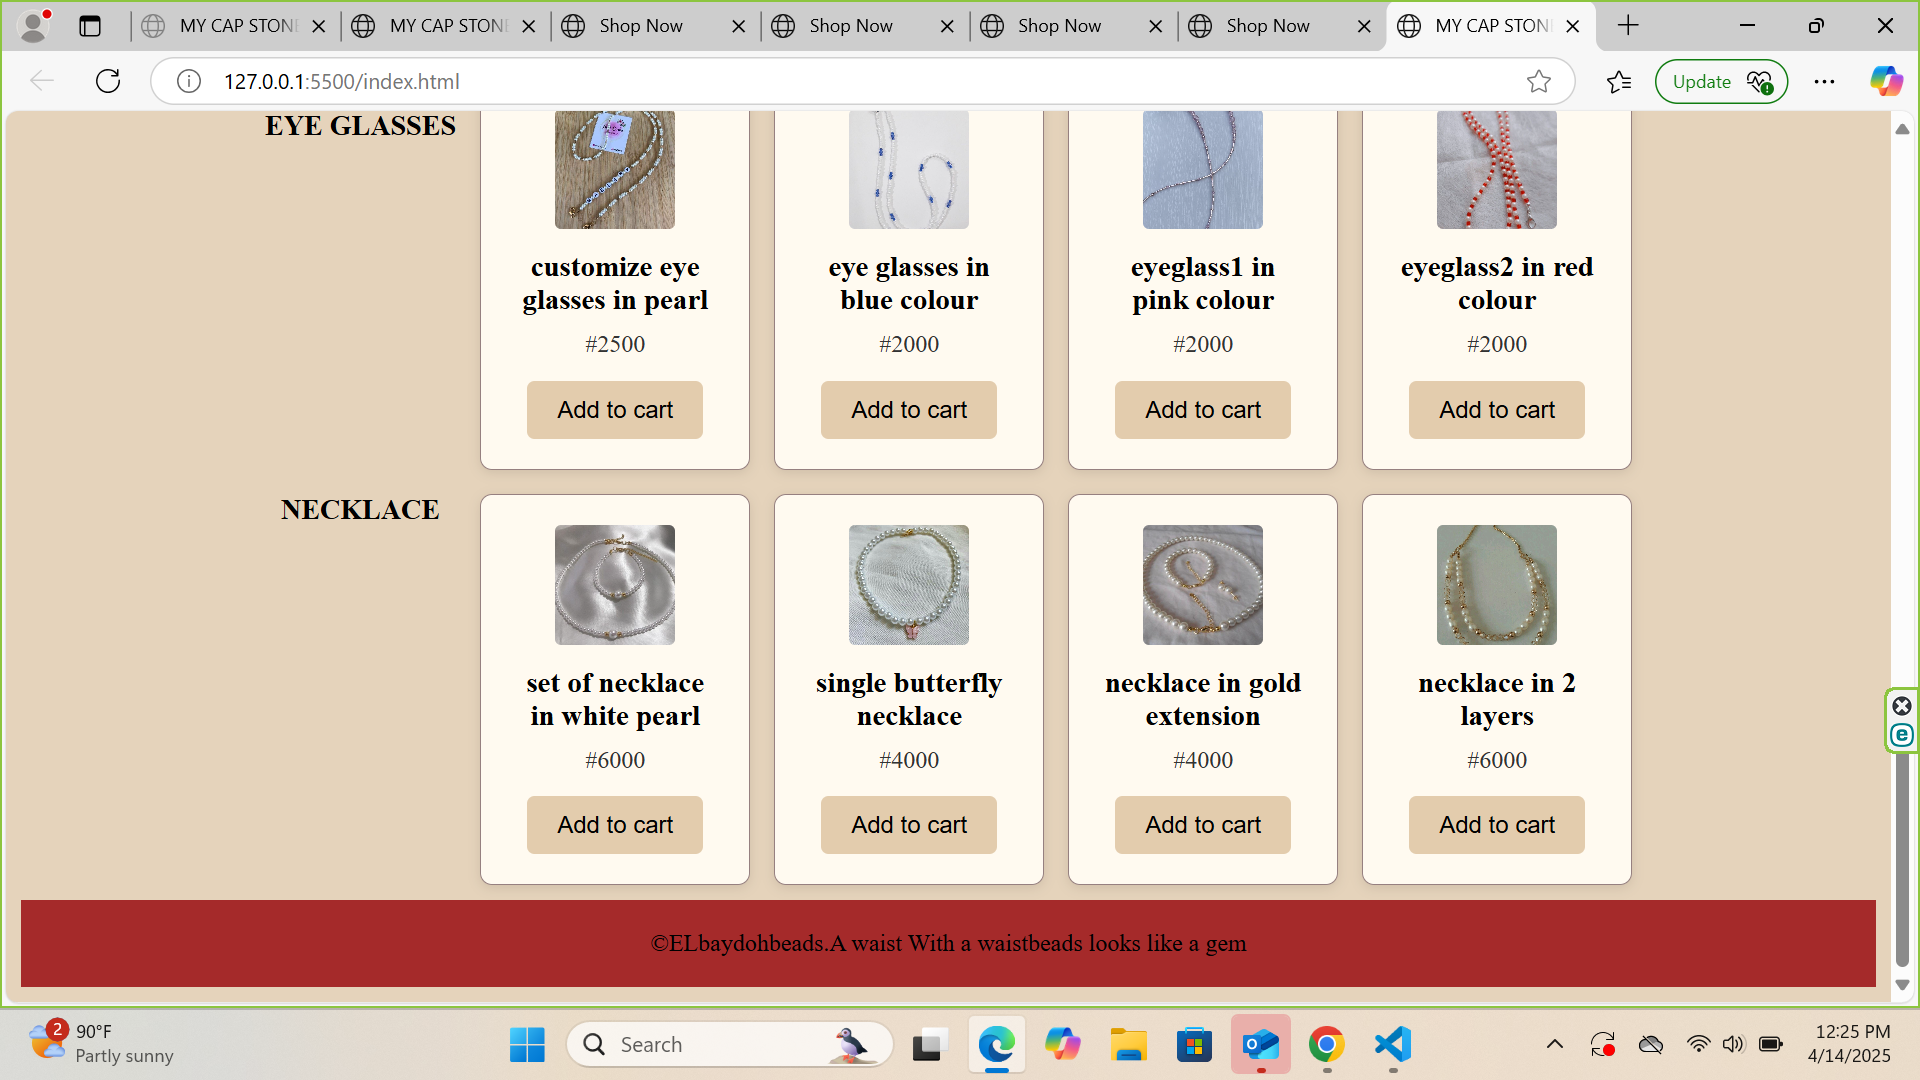 MY CAP STON
MY CAP STON
Shop Now
Shop Now
Shop Now
Shop Now
MY CAP STON
127.0.0.1:5500/index.html
Update
EYE GLASSES
customize eye
glasses in pearl
#2500
Add to cart
eye glasses in
blue colour
#2000
Add to cart
eyeglass1 in
pink colour
#2000
Add to cart
eyeglass2 in red
colour
#2000
Add to cart
NECKLACE
set of necklace
in white pearl
#6000
Add to cart
single butterfly
necklace
#4000
Add to cart
necklace in gold
extension
#4000
Add to cart
necklace in 2
layers
#6000
Add to cart
©ELbaydohbeads.A waist With a waistbeads looks like a gem
2
90°F
Partly sunny
Search
12:25 PM
4/14/2025